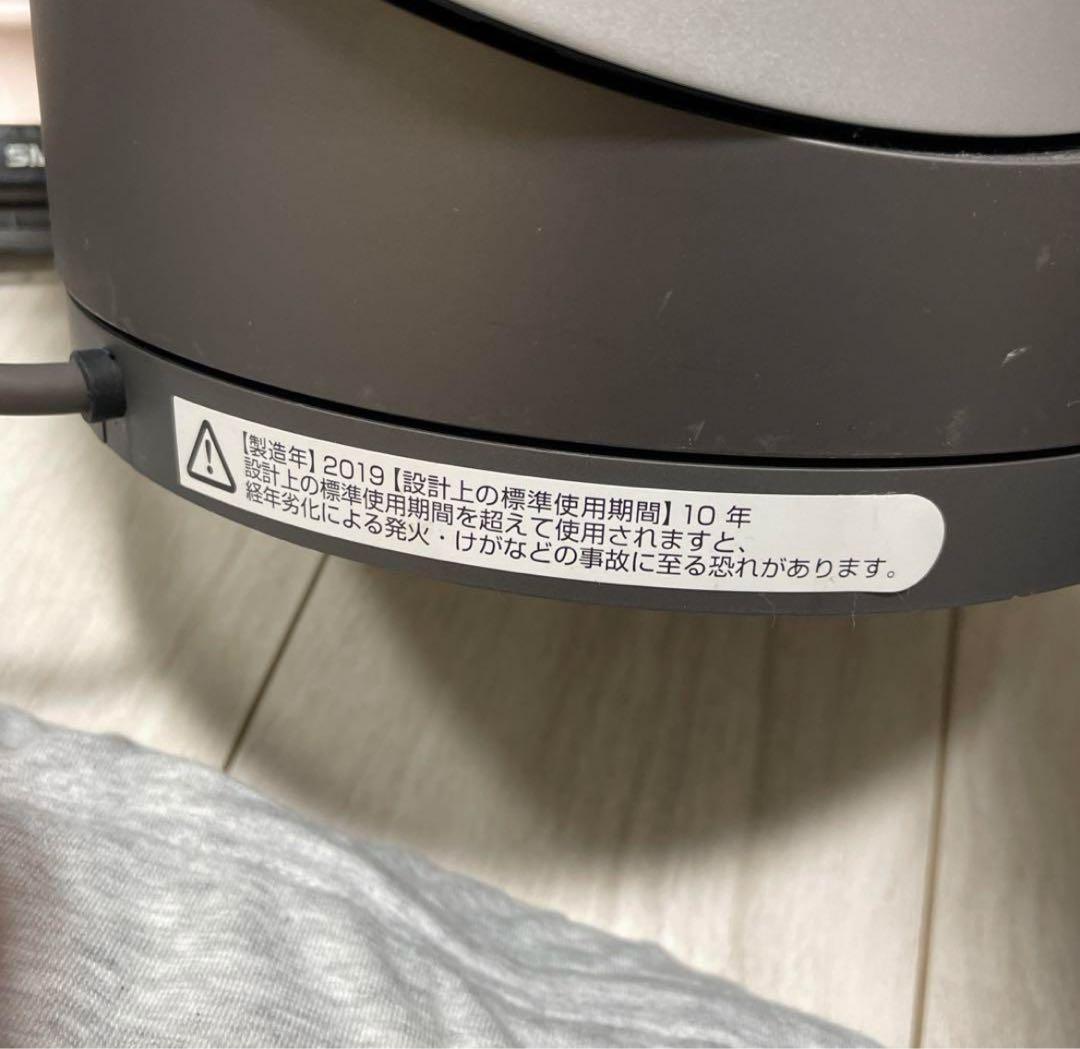 【製造年】2019【設計上の標準使用期間】10 年
設計上の標準使用期間を超えて使用されますと、
経年劣化による発火・けがなどの事故に至る恐れがあります。